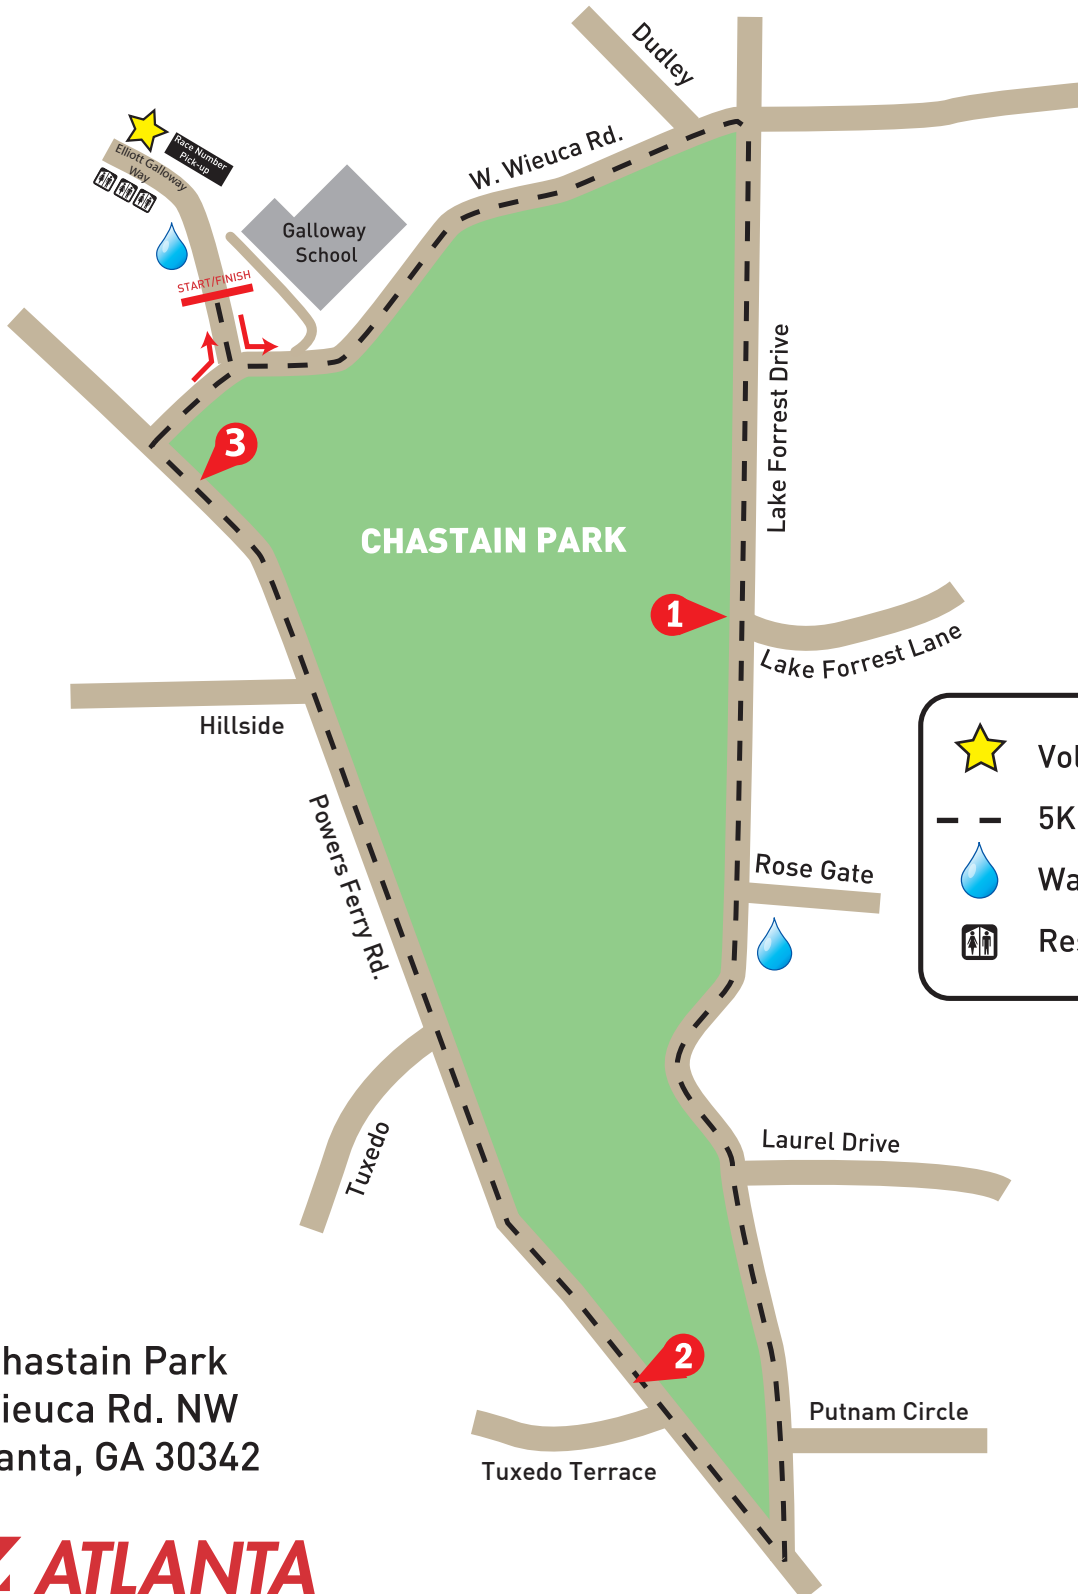 Dudley
W. Wieuca Rd.
Race Number
Pick-up
Elliott Galloway
Way
Galloway
School
START/FINISH
Lake Forrest Drive
3
CHASTAIN PARK
1
Lake Forrest Lane
Hillside
Vol
5K
Wa
Res
Powers Ferry Rd.
Rose Gate
Tuxedo
Laurel Drive
2
Putnam Circle
Tuxedo Terrace
hastain Park
ieuca Rd. NW
anta, GA 30342
ATLANTA